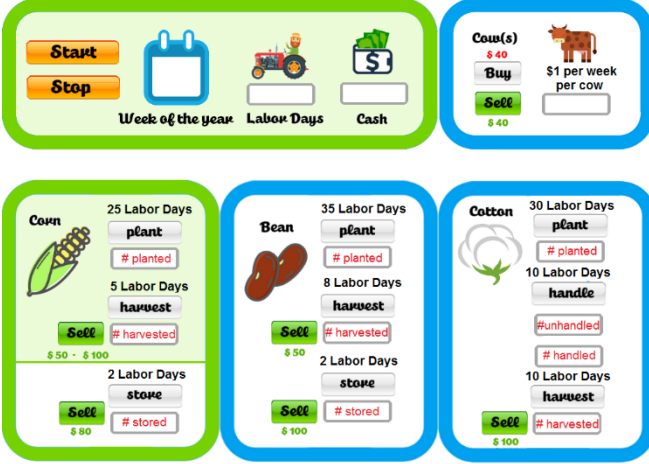 Start
Stop
Week of the year
Labor Days
$
Cash
Cow(s)
$ 40
Buy
Sell
$ 40
$1 per week
per cow
Corn
25 Labor Days
plant
# planted
5 Labor Days
harvest
Sell
# harvested
$ 50 - $ 100
2 Labor Days
store
Sell
# stored
$ 80
Bean
35 Labor Days
plant
# planted
8 Labor Days
harvest
Sell
# harvested
$ 50
2 Labor Days
store
Sell
# stored
$ 100
Cotton
30 Labor Days
plant
# planted
10 Labor Days
handle
#unhandled
# handled
10 Labor Days
harvest
Sell
# harvested
$ 100